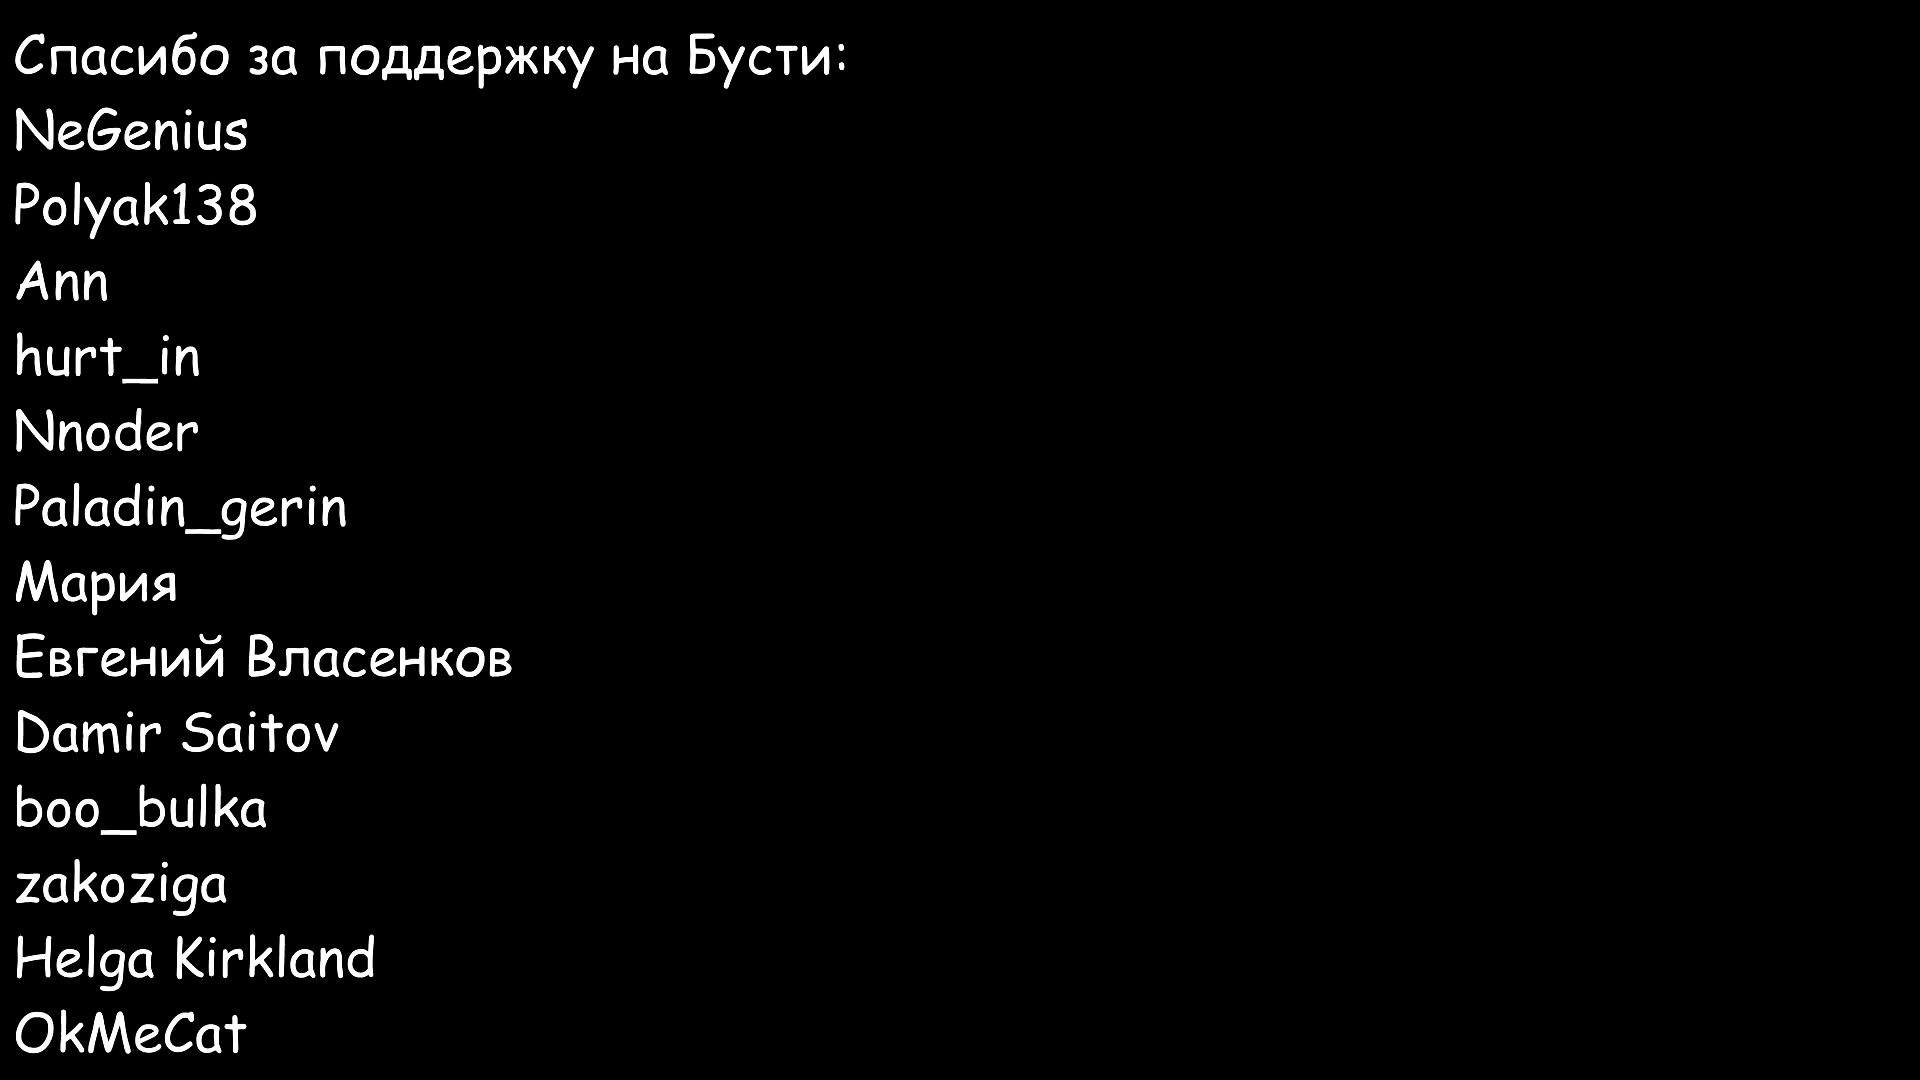 Спасибо за поддержку на Бусти:
NeGenius
Polyak138
Ann
hurt_in
Nnoder
Paladin_gerin
Мария
Евгений Власенков
Damir Saitov
boo_bulka
zakoziga
Helga Kirkland
OkMeCat